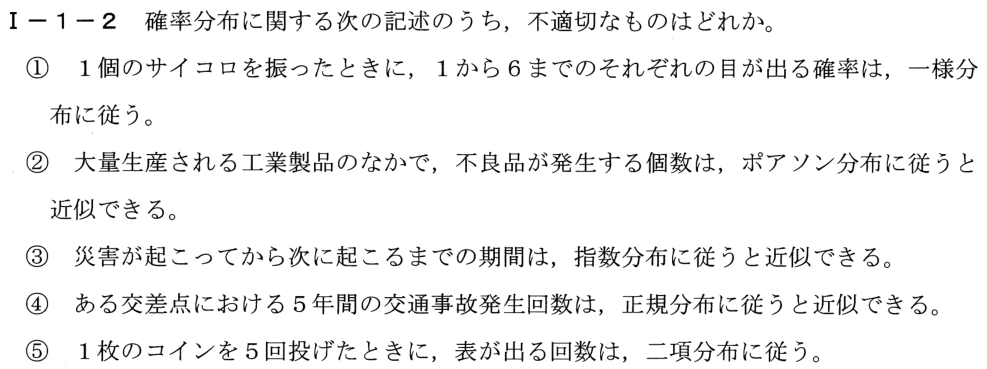 Ⅰ－１－２　確率分布に関する次の記述のうち，不適切なものはどれか。
①　１個のサイコロを振ったときに，１から６までのそれぞれの目が出る確率は，一様分
布に従う。
②　大量生産される工業製品のなかで，不良品が発生する個数は，ポアソン分布に従うと
近似できる。
③　災害が起こってから次に起こるまでの期間は，指数分布に従うと近似できる。
④　ある交差点における５年間の交通事故発生回数は，正規分布に従うと近似できる。
⑤　１枚のコインを５回投げたときに，表が出る回数は，二項分布に従う。